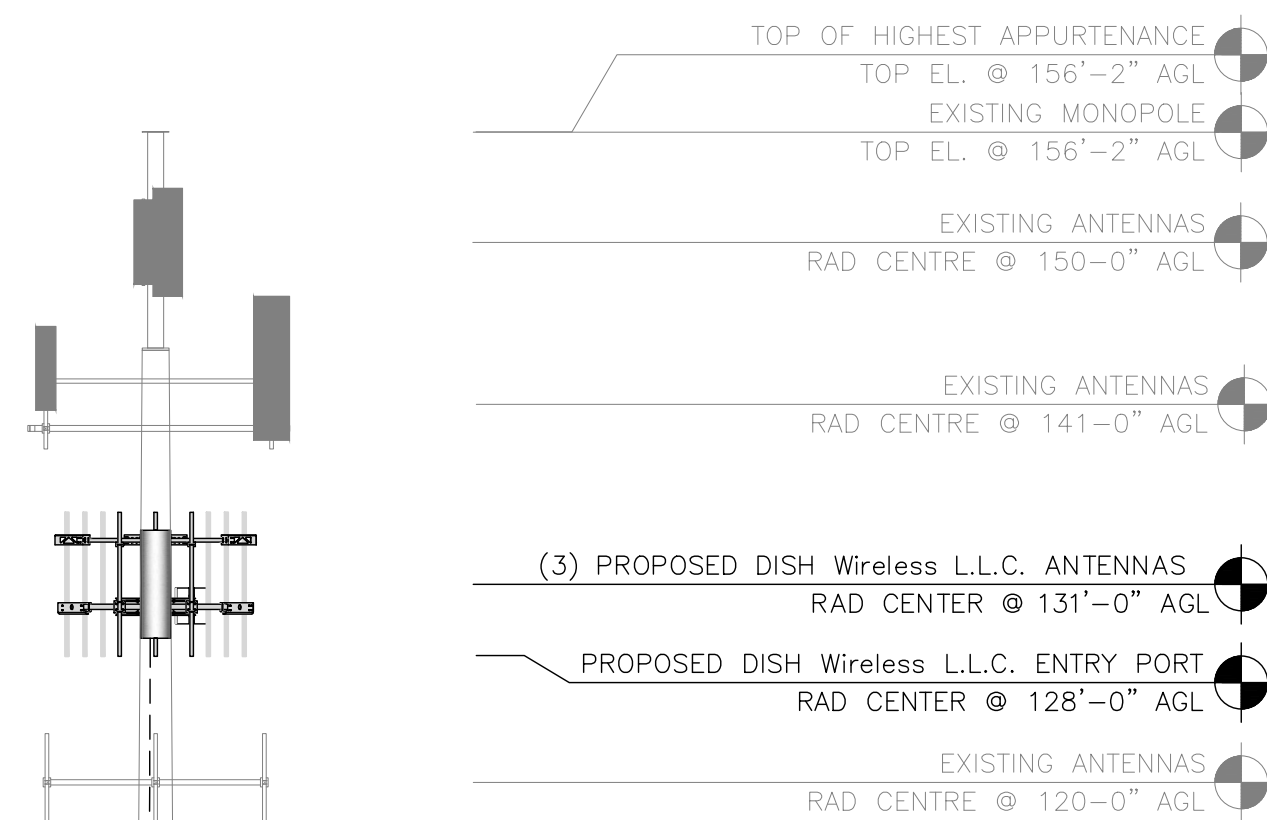 TOP OF HIGHEST APPURTENANCE
TOP EL. @ 156'-2" AGL
EXISTING MONOPOLE
TOP EL. @ 156'-2" AGL
EXISTING ANTENNAS
RAD CENTRE @ 150-0" AGL
EXISTING ANTENNAS
RAD CENTRE @ 141-0" AGL
(3) PROPOSED DISH Wireless L.L.C. ANTENNAS
RAD CENTER @ 131'-0" AGL
PROPOSED DISH Wireless L.L.C. ENTRY PORT
RAD CENTER @ 128'-0" AGL
EXISTING ANTENNAS
RAD CENTRE @ 120-0" AGL